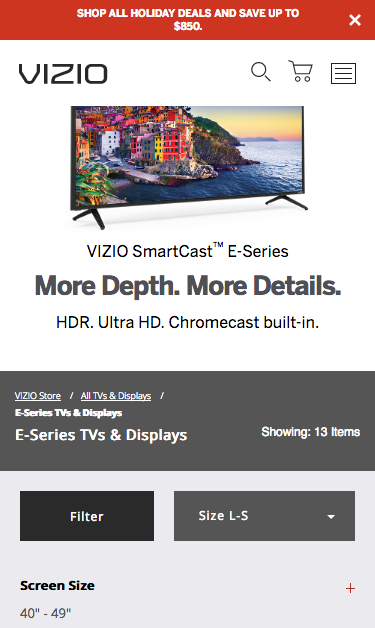 SHOP ALL HOLIDAY DEALS AND SAVE UP TO
$850.
VIZIO
VIZIO SmartCast™ E-Series
More Depth. More Details.
HDR. Ultra HD. Chromecast built-in.
VIZIO Store / All TVs & Displays /
E-Series TVs & Displays
E-Series TVs & Displays
Showing: 13 Items
Filter
Size L-S
Screen Size
40" - 49"